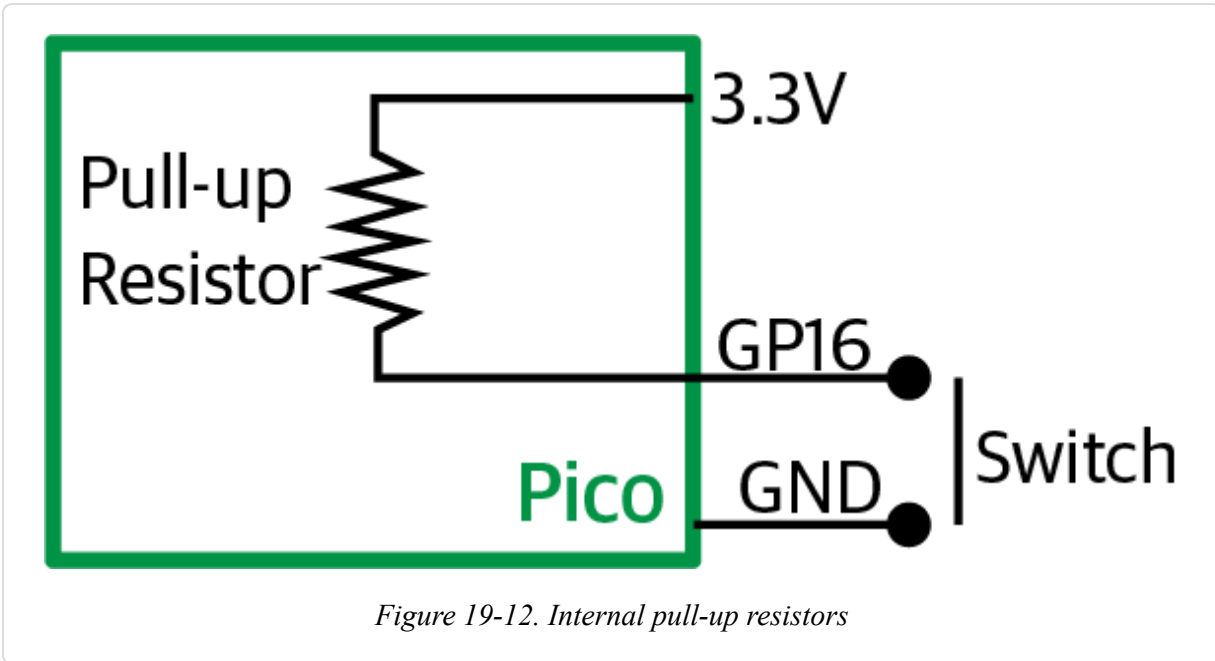 3.3V
Pull-up
Resistor
GP16
Switch
GND
Pico
Figure 19-12. Internal pull-up resistors